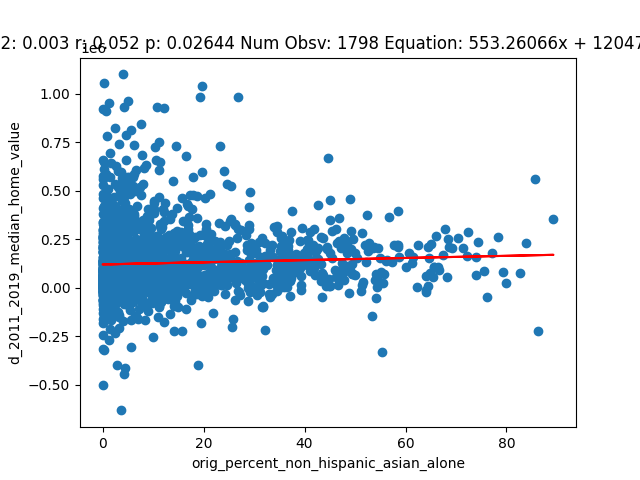 2: 0.003 r: 0.052 p: 0.02644 Num Obsv: 1798 Equation: 553.26066x + 12047
1e6
1.00
0.75
0.50
0.25
0.00
−0.25
−0.50
d_2011_2019_median_home_value
0 20 40 60 80
orig_percent_non_hispanic_asian_alone